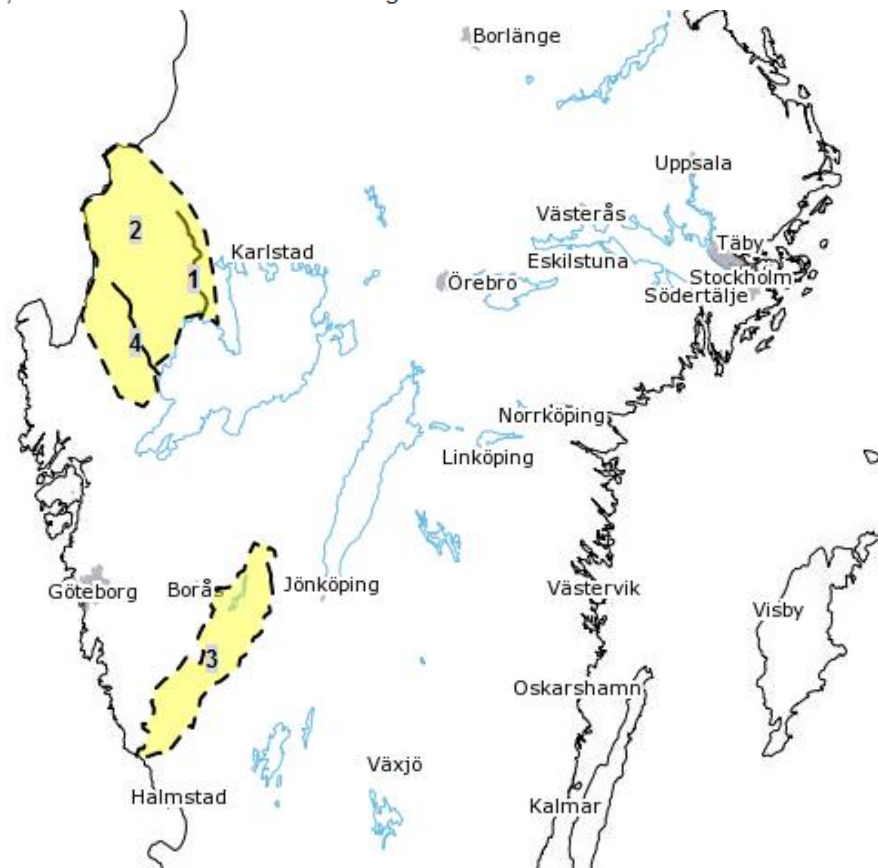 Borlänge
Uppsala
Västerås
Täby
2
Karlstad
Eskilstuna
1
Örebro
Stockholm
Södertälje
4
Norrköping
Linköping
Göteborg
Borås
Jönköping
Västervik
Visby
3
Oskarshamn
Växjö
Halmstad
Kalmar